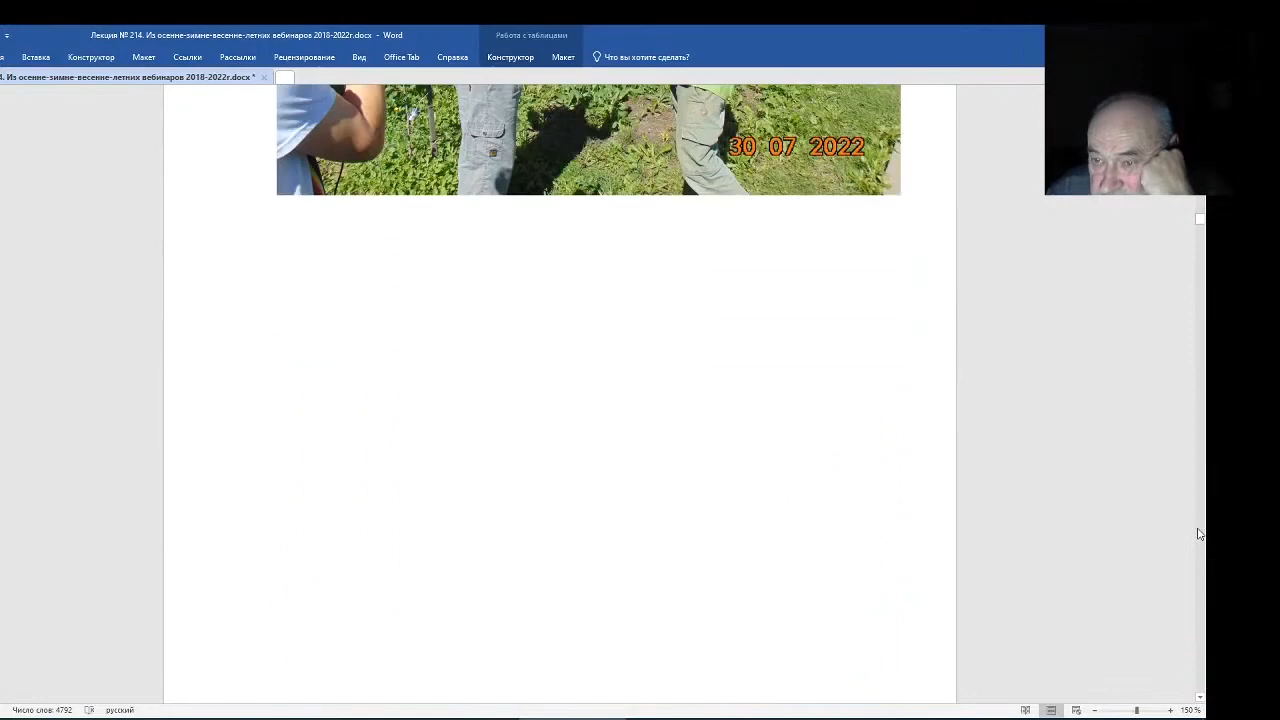 Лекция № 214. Из осенне-зимне-весенне-летних вебинаров 2018-2022г.docx - Word
Работа с таблицами
Вставка Конструктор Макет Ссылки Рассылки Рецензирование Вид Office Tab Справка Конструктор Макет Что вы хотите сделать?
4. Из осенне-зимне-весенне-летних вебинаров 2018-2022г.docx *
30 07 2022
Число слов: 4792 русский 150 %